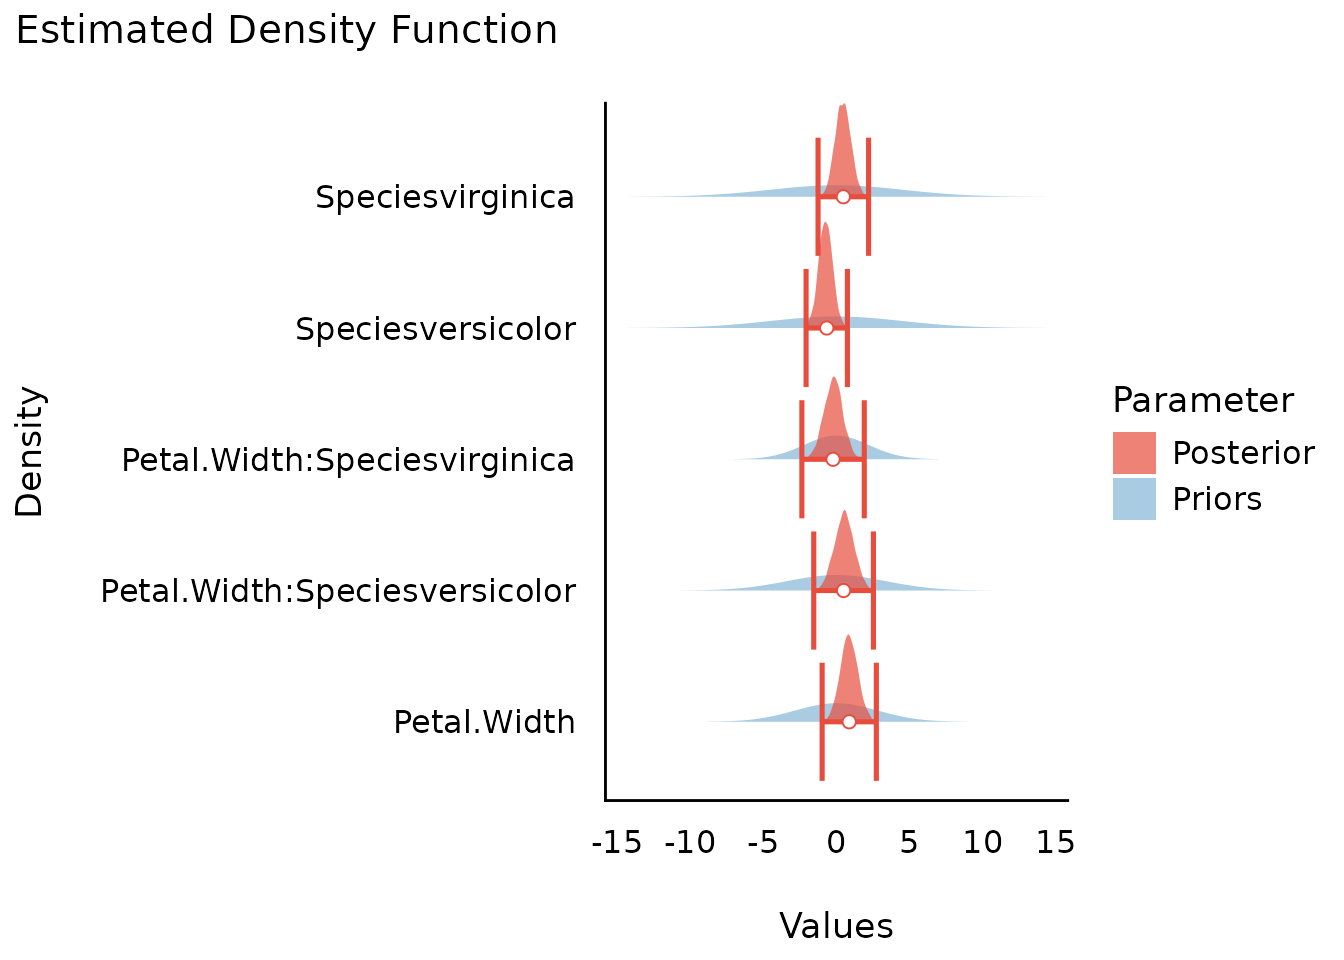 Estimated Density Function
Speciesvirginica
Speciesversicolor
Petal.Width:Speciesvirginica
Petal.Width:Speciesversicolor
Petal.Width
Density
-15 -10 -5 0 5 10 15
Values
Parameter
Posterior
Priors